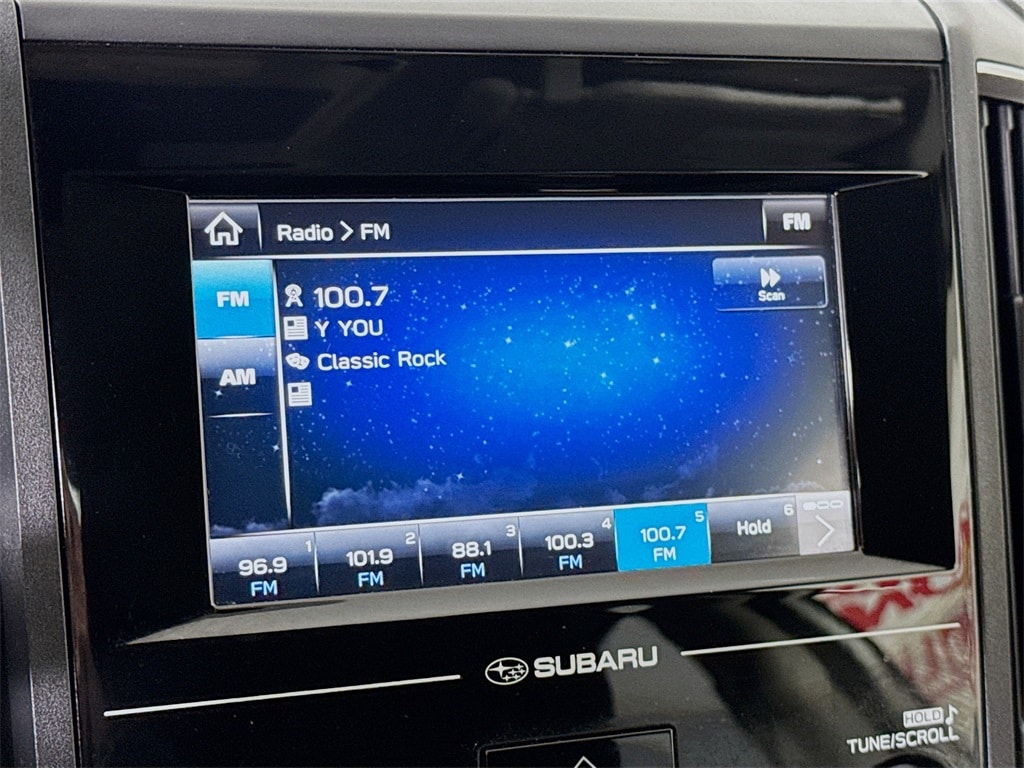 Radio > FM
FM
FM
100.7
Scan
Y YOU
Classic Rock
AM
96.9 FM 1
101.9 FM 2
88.1 FM 3
100.3 FM 4
100.7 FM 5
Hold 6
SUBARU
HOLD
TUNE/SCROLL